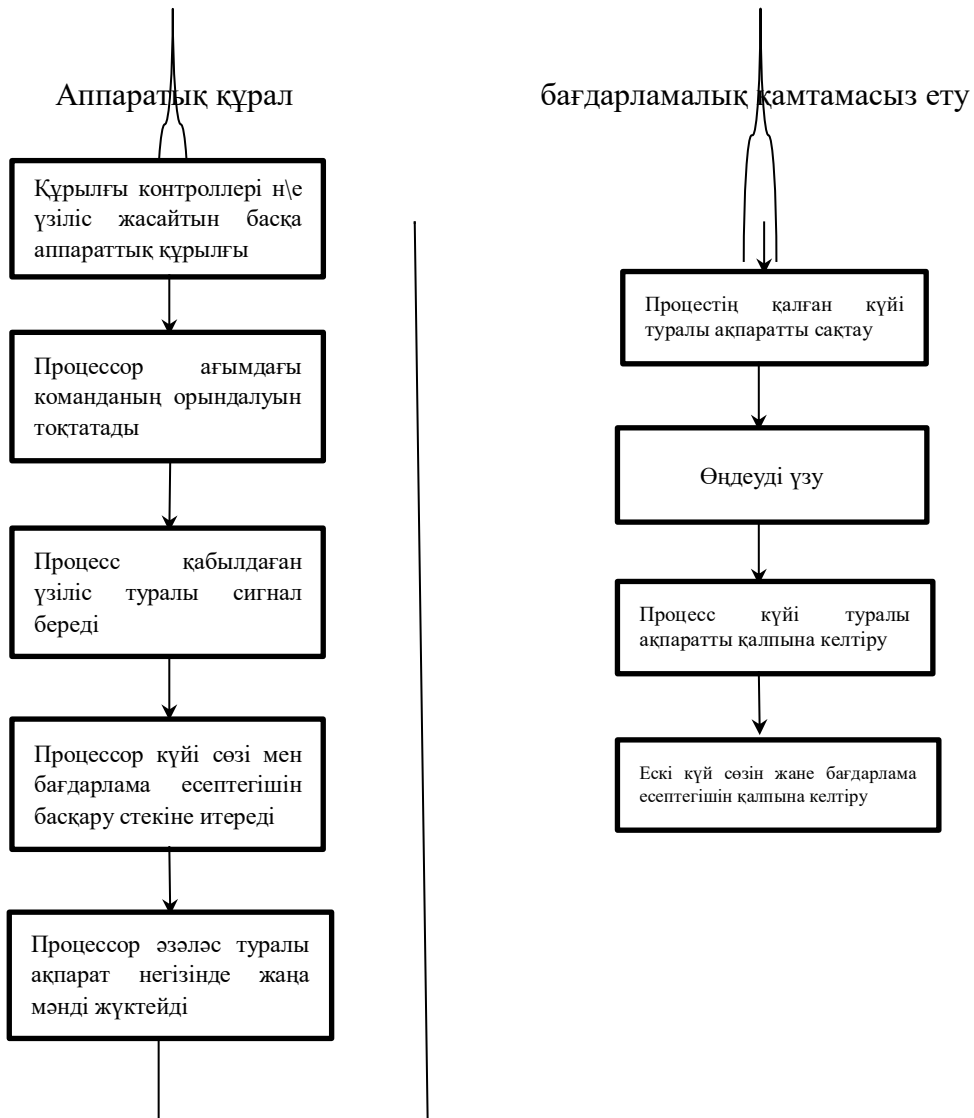 Аппаратық құрал
Құрылғы контроллері н\е
үзіліс жасайтын басқа
аппараттық құрылғы
Процессор ағымдағы
команданың орындалуын
тоқтатады
Процесс қабылдаған
үзіліс туралы сигнал
береді
Процессор күйі сөзі мен
бағдарлама есептегішін
басқару стекіне итереді
Процессор әзәләс туралы
ақпарат негізінде жаңа
мәнді жүктейді
бағдарламалық қамтамасыз ету
Процестің қалған күйі
туралы ақпаратты сақтау
Өңдеуді үзу
Процесс күйі туралы
ақпаратты қалпына келтіру
Ескі күй сөзін және бағдарлама
есептегішін қалпына келтіру